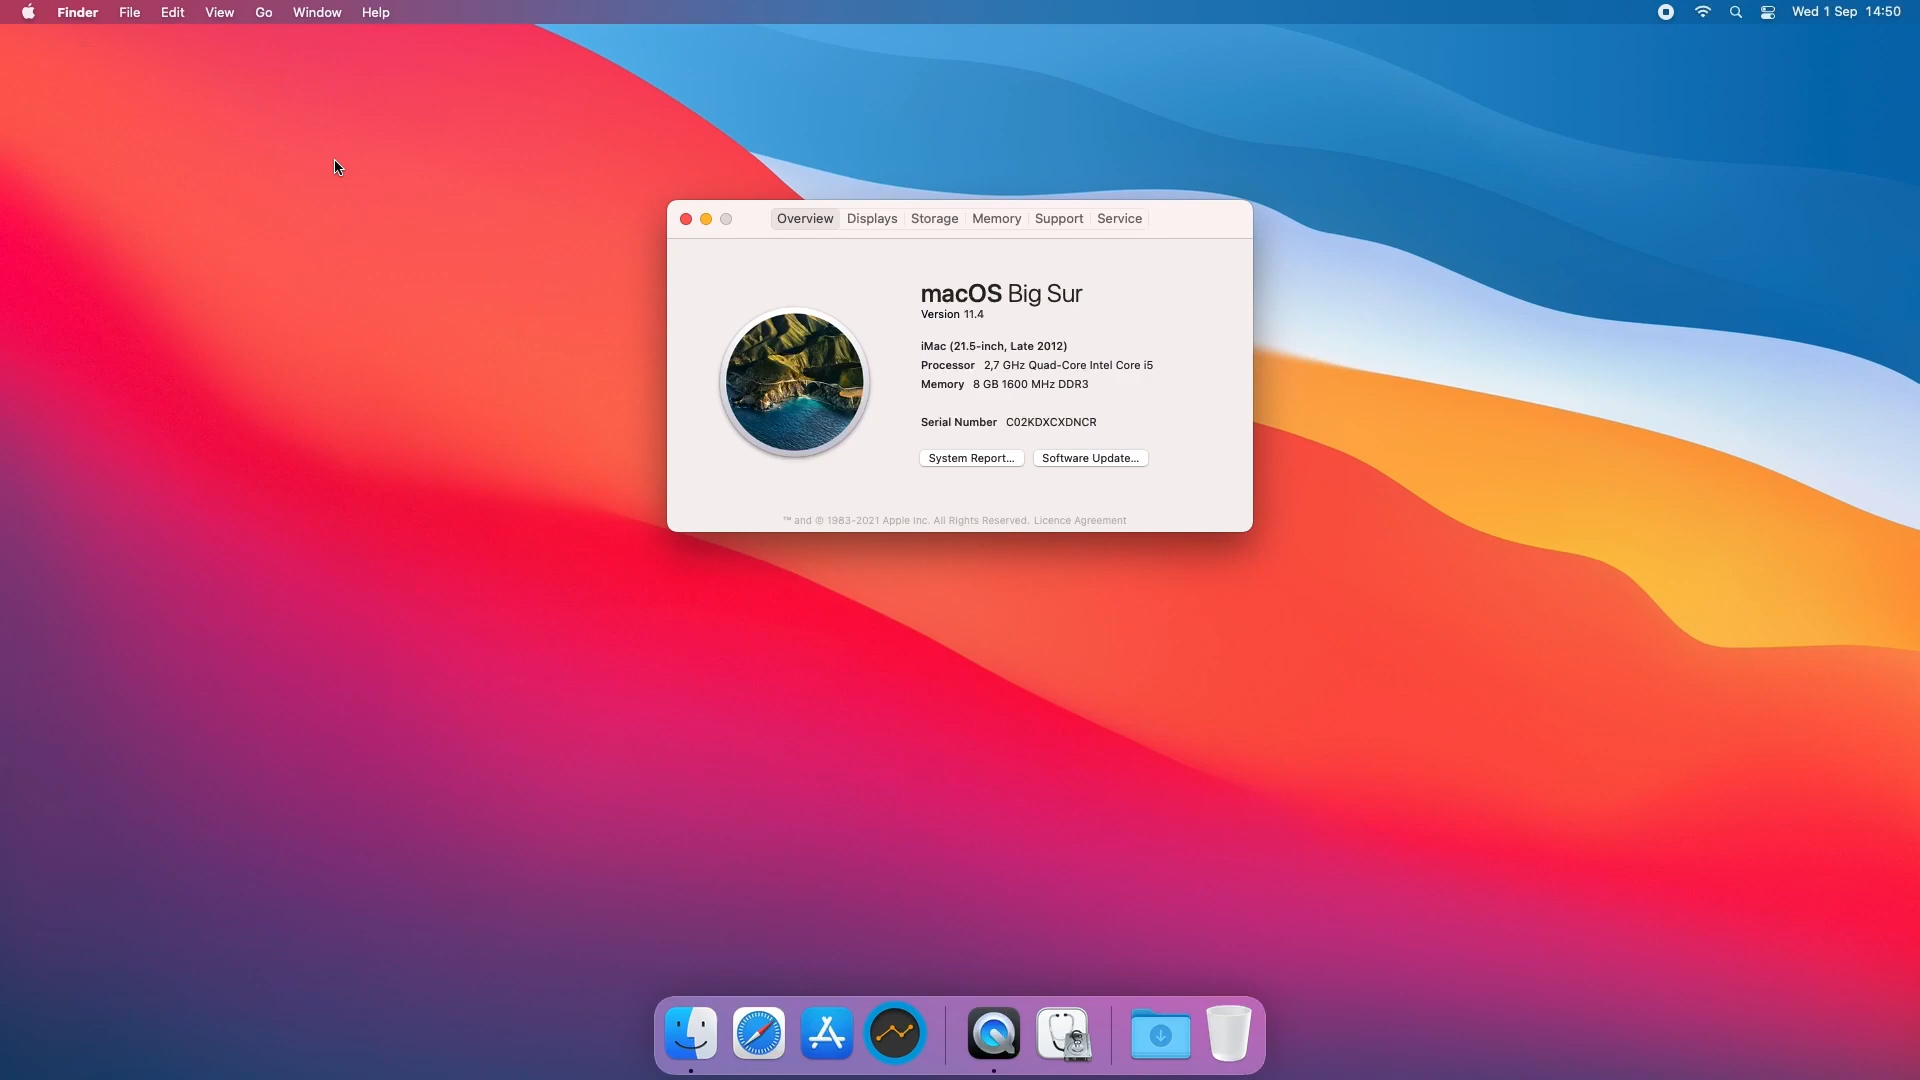 Finder File Edit View Go Window Help
Wed 1 Sep 14:50
Overview Displays Storage Memory Support Service
macOS Big Sur
Version 11.4
iMac (21.5-inch, Late 2012)
Processor 2,7 GHz Quad-Core Intel Core i5
Memory 8 GB 1600 MHz DDR3
Serial Number C02KDXCXDNCR
System Report... Software Update...
™ and © 1983-2021 Apple Inc. All Rights Reserved. Licence Agreement